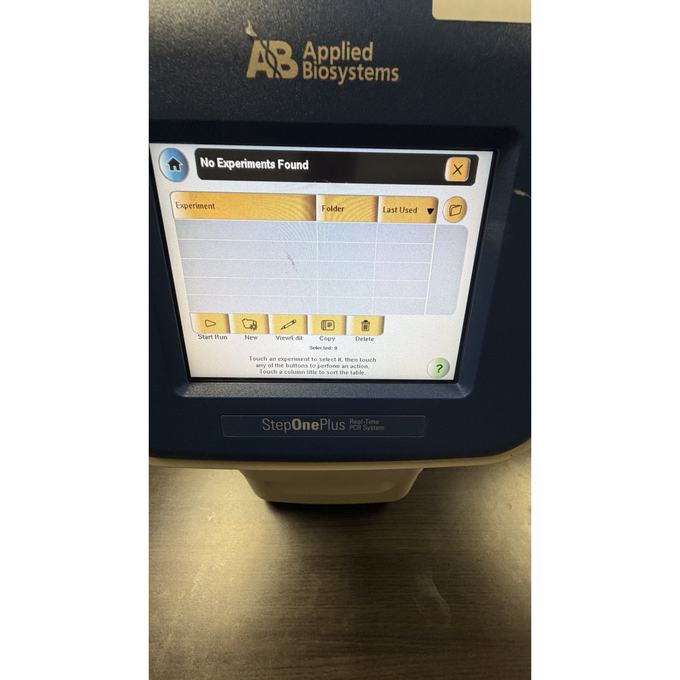 Applied
Biosystems
No Experiments Found
Experiment
Folder
Last Used
Start Run
New
View/Edit
Copy
Delete
Selected: 0
Touch an experiment to select it, then touch
any of the buttons to perform an action.
Touch a column title to sort the table.
?
StepOnePlus Real-Time
PCR System